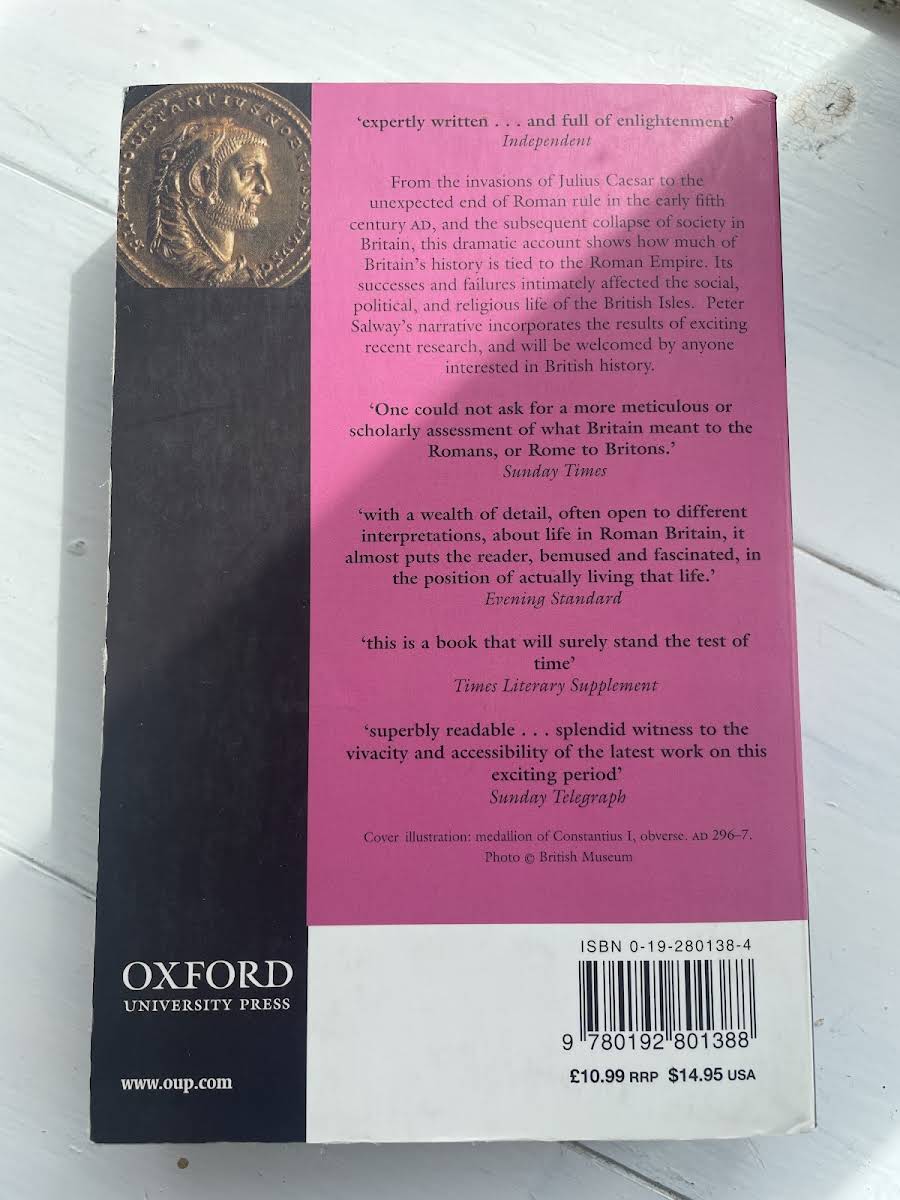 CONSTANTIUS NOB
‘expertly written . . . and full of enlightenment’
Independent
From the invasions of Julius Caesar to the
unexpected end of Roman rule in the early fifth
century AD, and the subsequent collapse of society in
Britain, this dramatic account shows how much of
Britain’s history is tied to the Roman Empire. Its
successes and failures intimately affected the social,
political, and religious life of the British Isles. Peter
Salway’s narrative incorporates the results of exciting
recent research, and will be welcomed by anyone
interested in British history.
‘One could not ask for a more meticulous or
scholarly assessment of what Britain meant to the
Romans, or Rome to Britons.’
Sunday Times
‘with a wealth of detail, often open to different
interpretations, about life in Roman Britain, it
almost puts the reader, bemused and fascinated, in
the position of actually living that life.’
Evening Standard
‘this is a book that will surely stand the test of
time’
Times Literary Supplement
‘superbly readable . . . splendid witness to the
vivacity and accessibility of the latest work on this
exciting period’
Sunday Telegraph
Cover illustration: medallion of Constantius I, obverse. AD 296–7.
Photo © British Museum
OXFORD
UNIVERSITY PRESS
www.oup.com
ISBN 0-19-280138-4
9 780192 801388
£10.99 RRP $14.95 USA